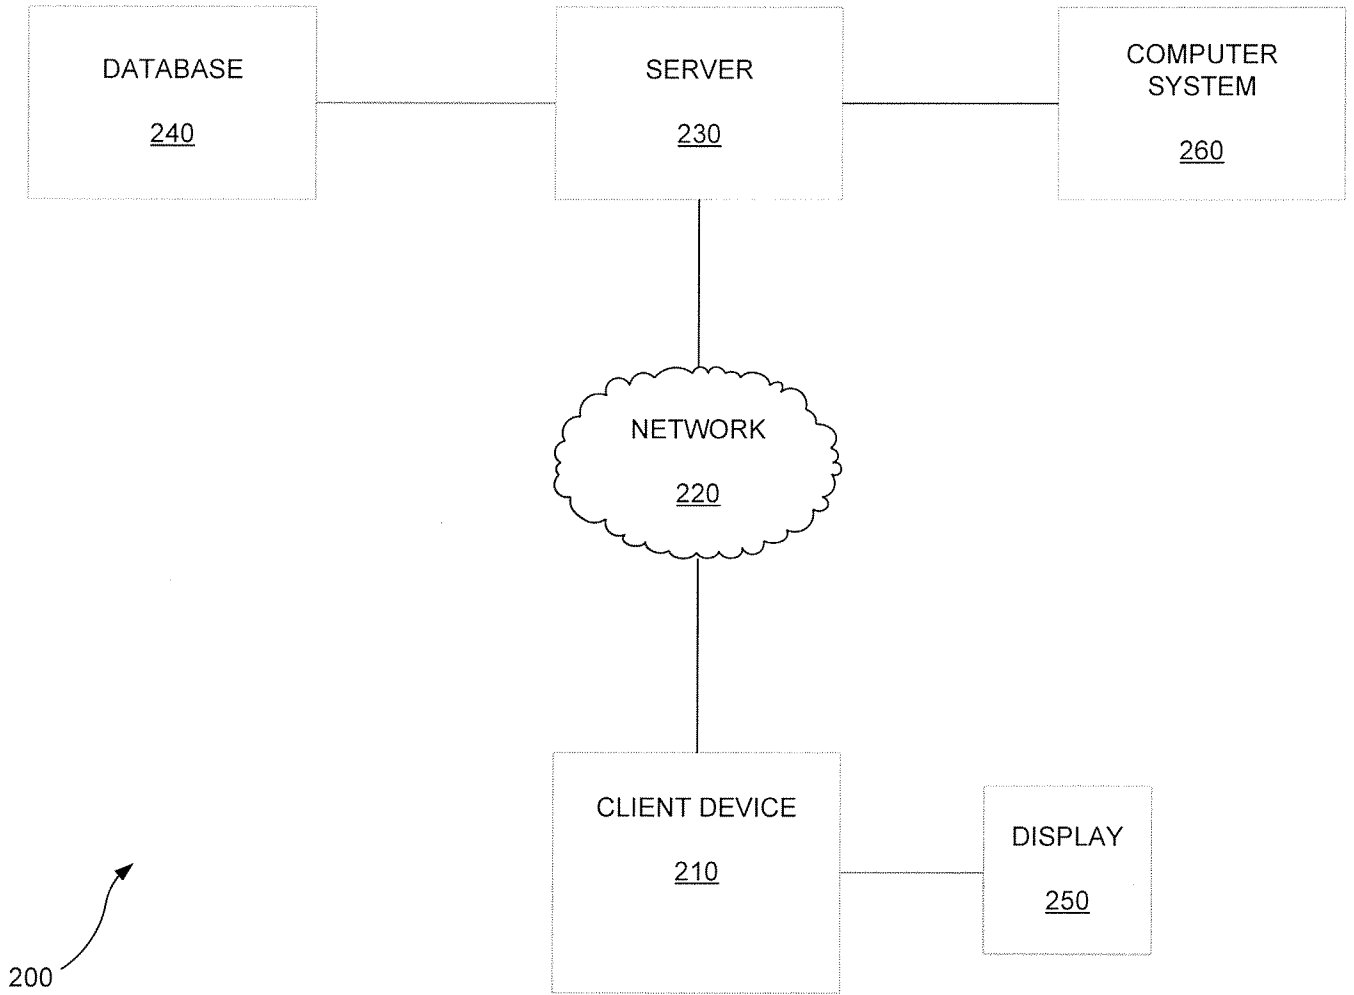 DATABASE
240
SERVER
230
COMPUTER
SYSTEM
260
NETWORK
220
CLIENT DEVICE
210
DISPLAY
250
200